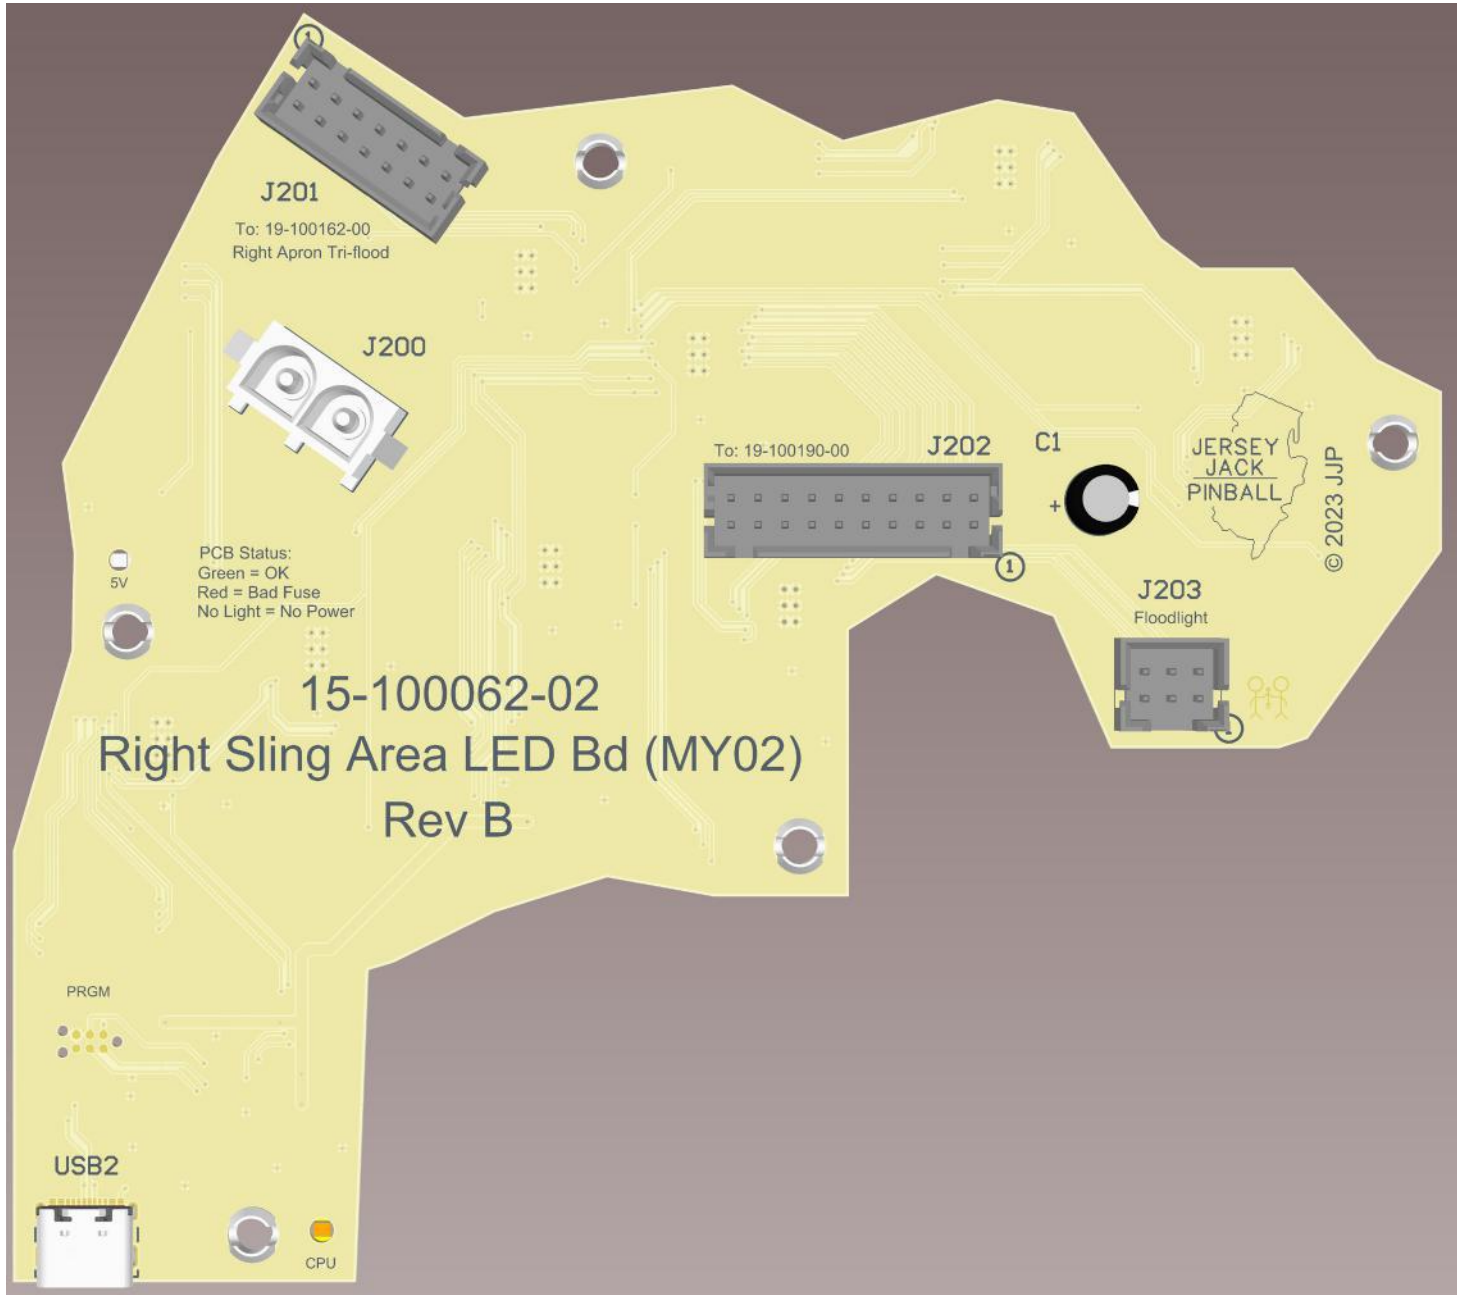 1
J201
To: 19-100162-00
Right Apron Tri-flood
J200
To: 19-100190-00
J202
C1
+
JERSEY
JACK
PINBALL
© 2023 JJP
1
PCB Status:
Green = OK
Red = Bad Fuse
No Light = No Power
5V
J203
Floodlight
1
15-100062-02
Right Sling Area LED Bd (MY02)
Rev B
PRGM
USB2
CPU